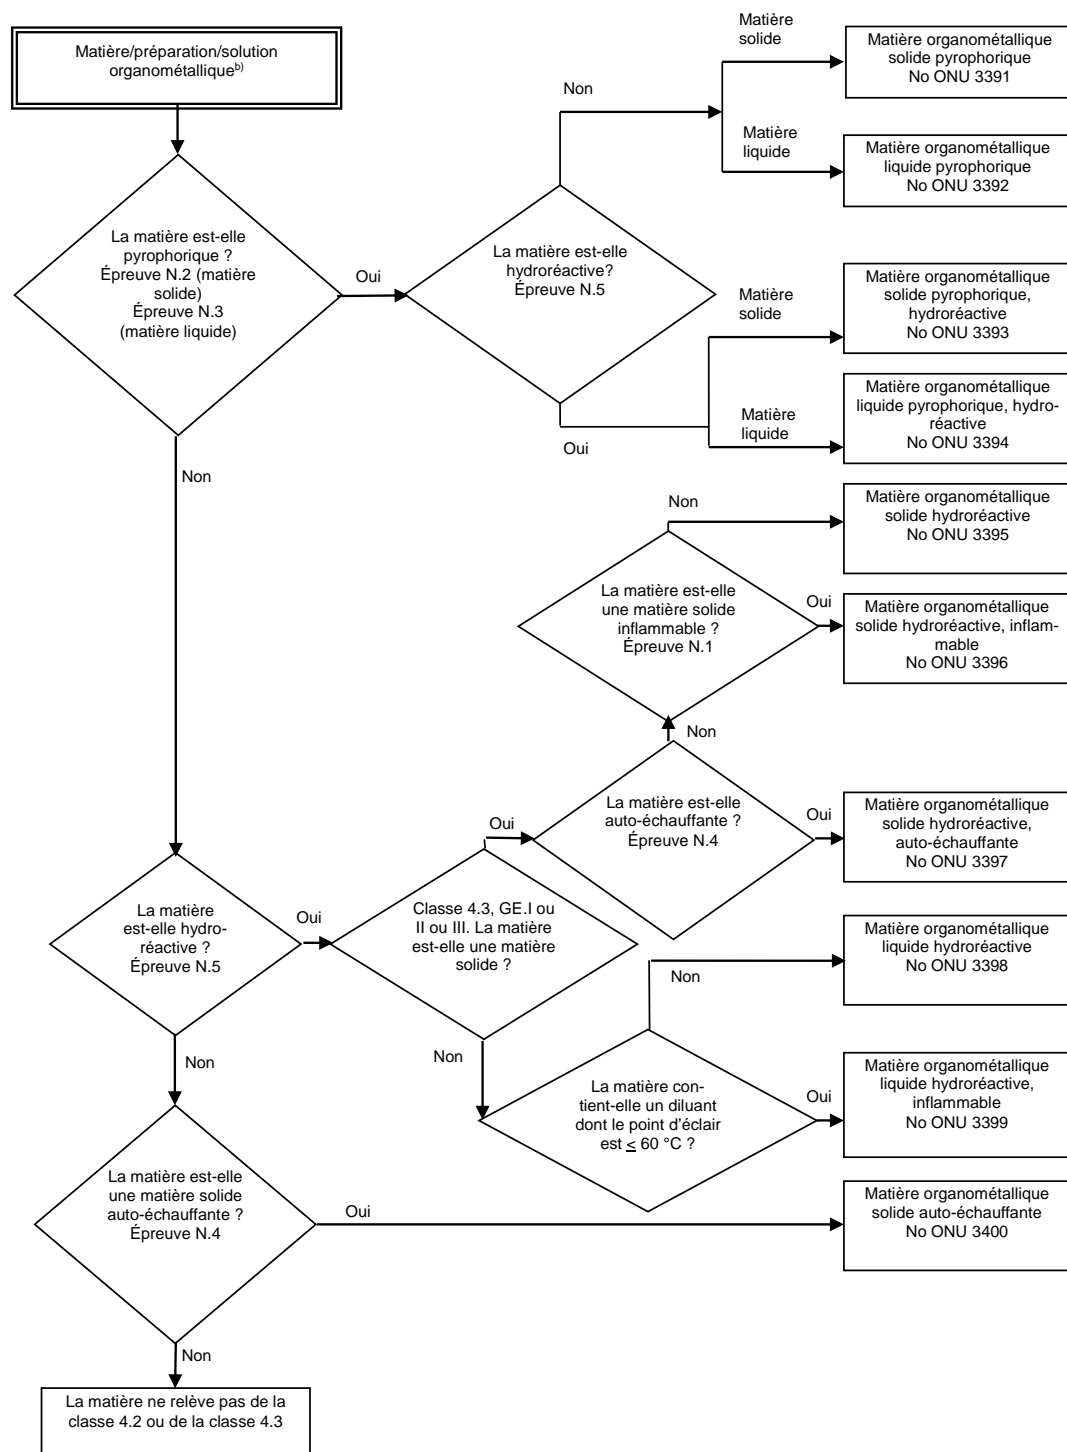 Matière/préparation/solution
organométallique b)
La matière est-elle
pyrophorique ?
Épreuve N.2 (matière
solide)
Épreuve N.3
(matière liquide)
Oui
Non
La matière est-elle
hydroréactive?
Épreuve N.5
Non
Oui
Matière
solide
Matière
liquide
Matière organométallique
solide pyrophorique
No ONU 3391
Matière organométallique
liquide pyrophorique
No ONU 3392
Matière
solide
Matière
liquide
Matière organométallique
solide pyrophorique,
hydroréactive
No ONU 3393
Matière organométallique
liquide pyrophorique, hydro-
réactive
No ONU 3394
Non
Matière organométallique
solide hydroréactive
No ONU 3395
La matière est-elle
une matière solide
inflammable ?
Épreuve N.1
Oui
Matière organométallique
solide hydroréactive, inflam-
mable
No ONU 3396
Non
La matière est-elle
auto-échauffante ?
Épreuve N.4
Oui
Matière organométallique
solide hydroréactive,
auto-échauffante
No ONU 3397
Oui
La matière
est-elle hydro-
réactive ?
Épreuve N.5
Oui
Classe 4.3, GE.I ou
II ou III. La matière
est-elle une matière
solide ?
Non
Non
Matière organométallique
liquide hydroréactive
No ONU 3398
La matière con-
tient-elle un diluant
dont le point d’éclair
est ≤ 60 °C ?
Oui
Matière organométallique
liquide hydroréactive,
inflammable
No ONU 3399
Non
La matière est-elle
une matière solide
auto-échauffante ?
Épreuve N.4
Oui
Matière organométallique
solide auto-échauffante
No ONU 3400
Non
La matière ne relève pas de la
classe 4.2 ou de la classe 4.3